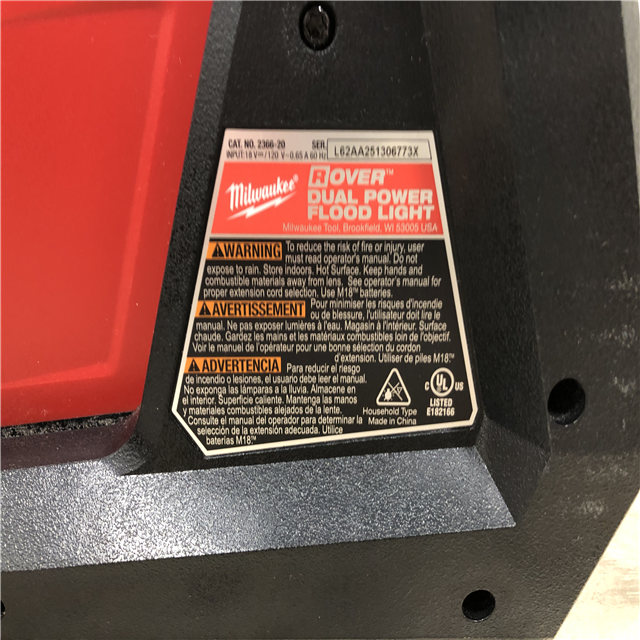 CAT. NO. 2366-20 SER. L62AA251306773X
INPUT:18 V⎓/120 V~0.65 A 60 Hz
Milwaukee ROVER™
DUAL POWER
FLOOD LIGHT
Milwaukee Tool, Brookfield, WI 53005 USA
WARNING To reduce the risk of fire or injury, user
must read operator's manual. Do not
expose to rain. Store indoors. Hot Surface. Keep hands and
combustible materials away from lens. See operator's manual for
proper extension cord selection. Use M18™ batteries.
AVERTISSEMENT Pour minimiser les risques d'incendie
ou de blessure, l'utilisateur doit lire le
manual. Ne pas exposer lumières à l'eau. Magasin à l'intérieur. Surface
chaude. Gardez les mains et les matériaux combustibles loin de l'objectif.
Voir le manuel de l'opérateur pour une bonne sélection du cordon
d'extension. Utiliser de piles M18™
ADVERTENCIA Para reducir el riesgo
de incendio o lesiones, el usuario debe leer el manual.
No exponga las lámparas a la lluvia. Almacene en
el interior. Superficie caliente. Mantenga las manos
y materiales combustibles alejados de la lente.
Consulte el manual del operador para determinar la
selección de la extensión adecuada. Utilice
baterías M18™
Household Type
Made in China
C UL US
LISTED
E182166